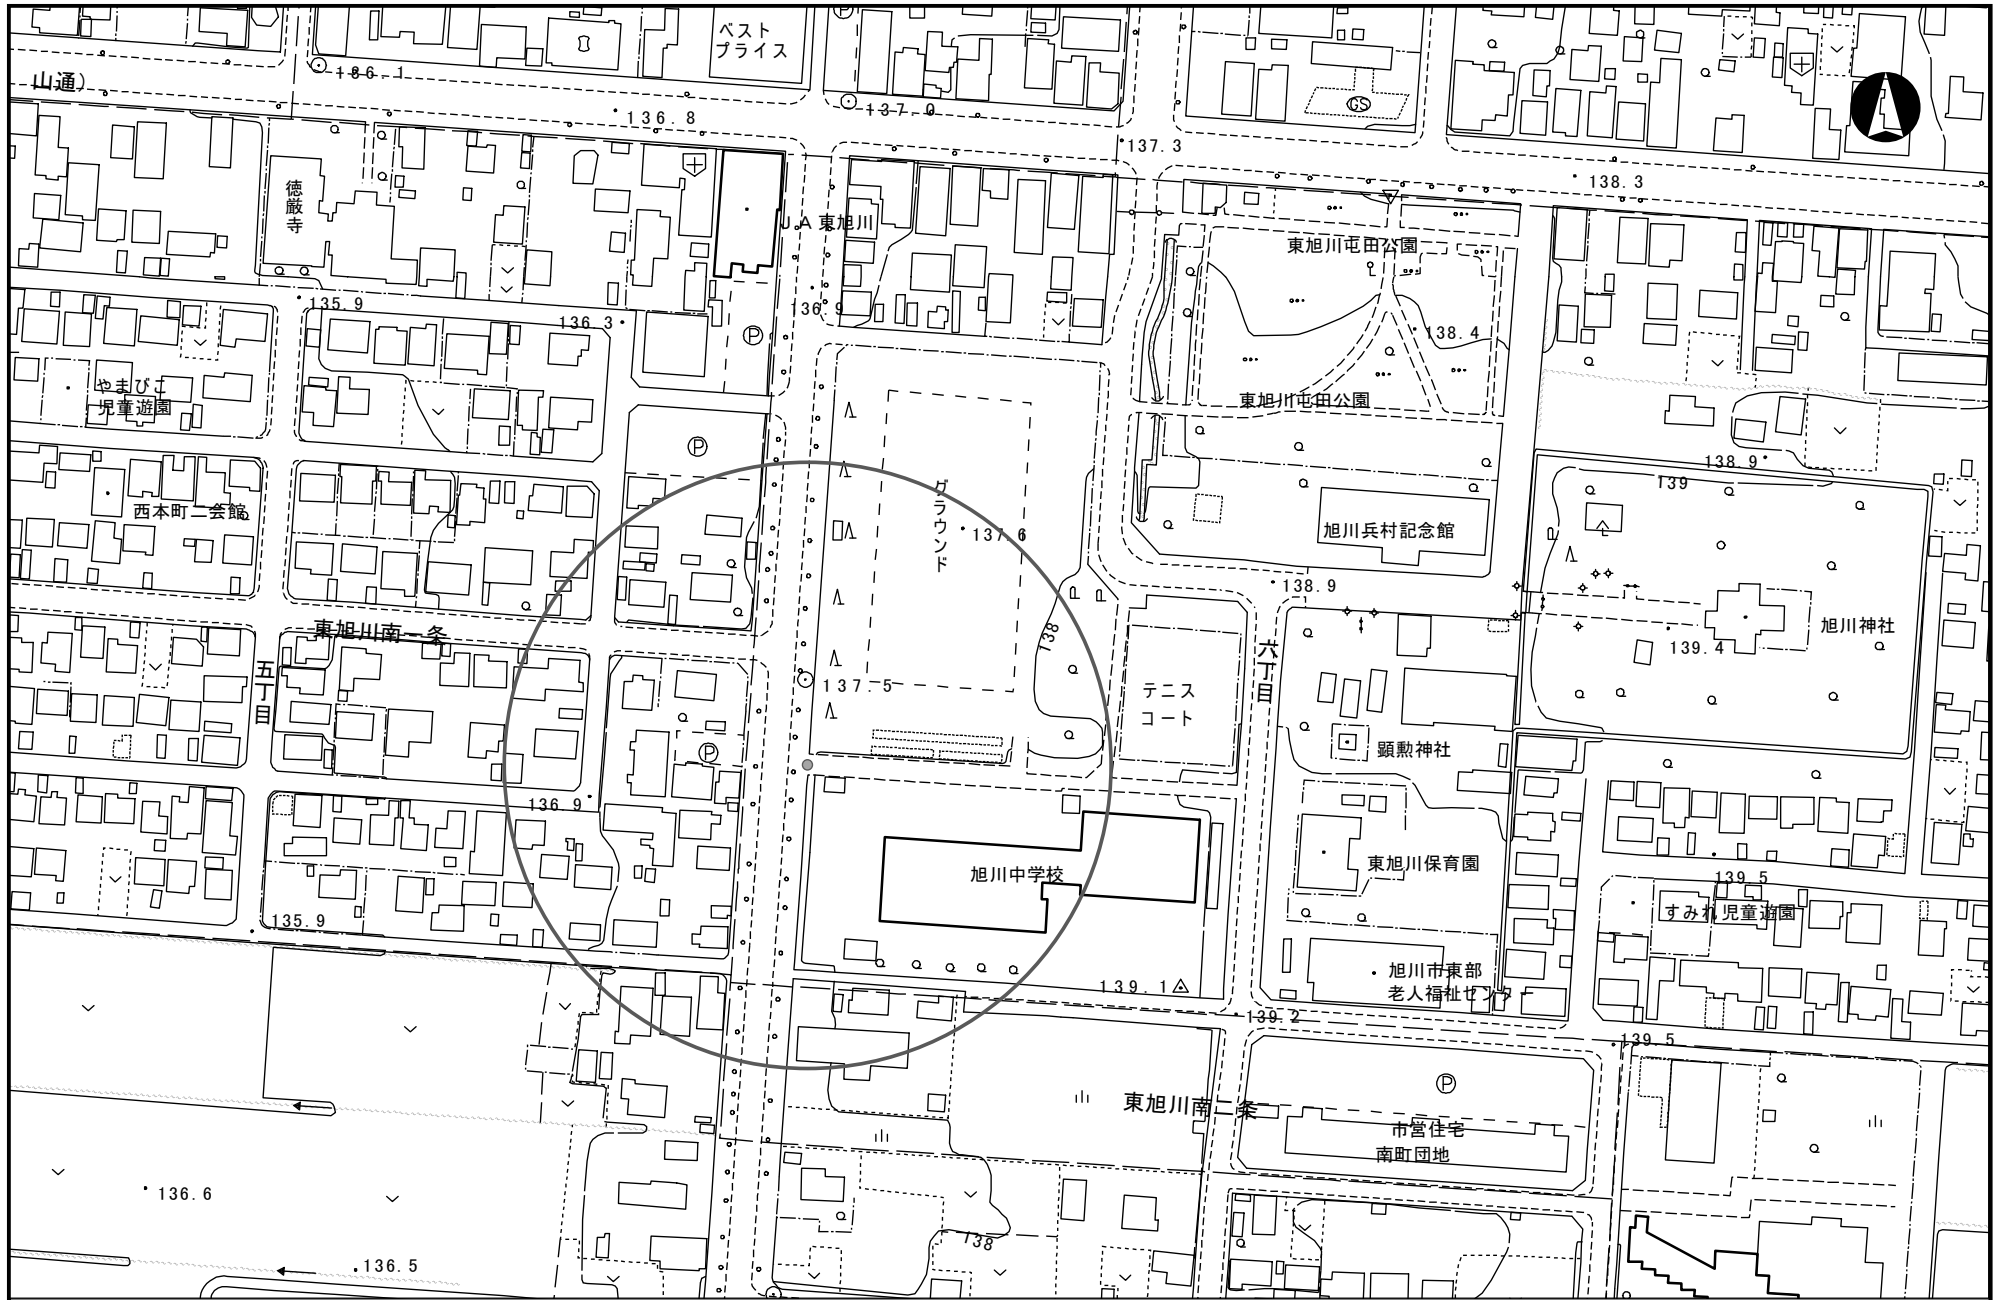 ベスト
プライス
山通)
186.1
136.8
137.0
GS
137.3
138.3
徳厳寺
JA東旭川
東旭川屯田公園
135.9
136.3
136.9
138.4
P
やまびこ
児童遊園
東旭川屯田公園
P
138.9
139
西本町二会館
グラウンド
137.6
旭川兵村記念館
138.9
東旭川南一条
138
六丁目
旭川神社
139.4
五丁目
137.5
テニス
コート
顕勲神社
P
136.9
旭川中学校
東旭川保育園
139.5
すみれ児童遊園
135.9
139.1
旭川市東部
老人福祉センター
139.2
139.5
P
東旭川南二条
市営住宅
南町団地
136.6
138
136.5